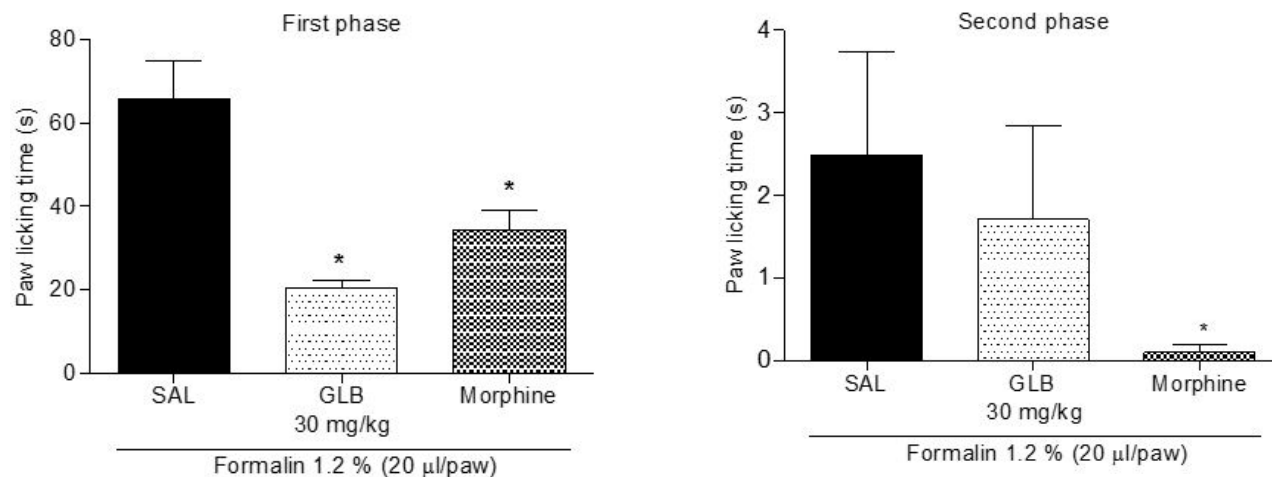 First phase
Paw licking time (s)
80
60
40
20
0
*
*
SAL
GLB
30 mg/kg
Morphine
Formalin 1.2 % (20 μl/paw)
Second phase
Paw licking time (s)
4
3
2
1
0
*
SAL
GLB
30 mg/kg
Morphine
Formalin 1.2 % (20 μl/paw)